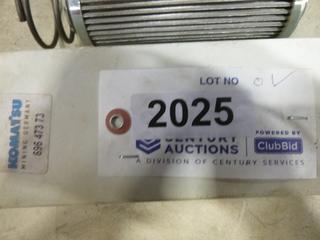 LOT NO
2025
KOMATSU
MINING GERMANY
696 473 73
CENTURY
AUCTIONS
A DIVISION OF CENTURY SERVICES
POWERED BY
ClubBid